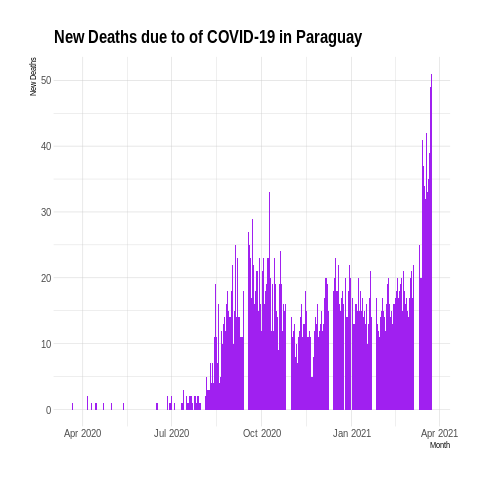 New Deaths due to of COVID-19 in Paraguay
New Deaths
50
40
30
20
10
0
Apr 2020 Jul 2020 Oct 2020 Jan 2021 Apr 2021
Month